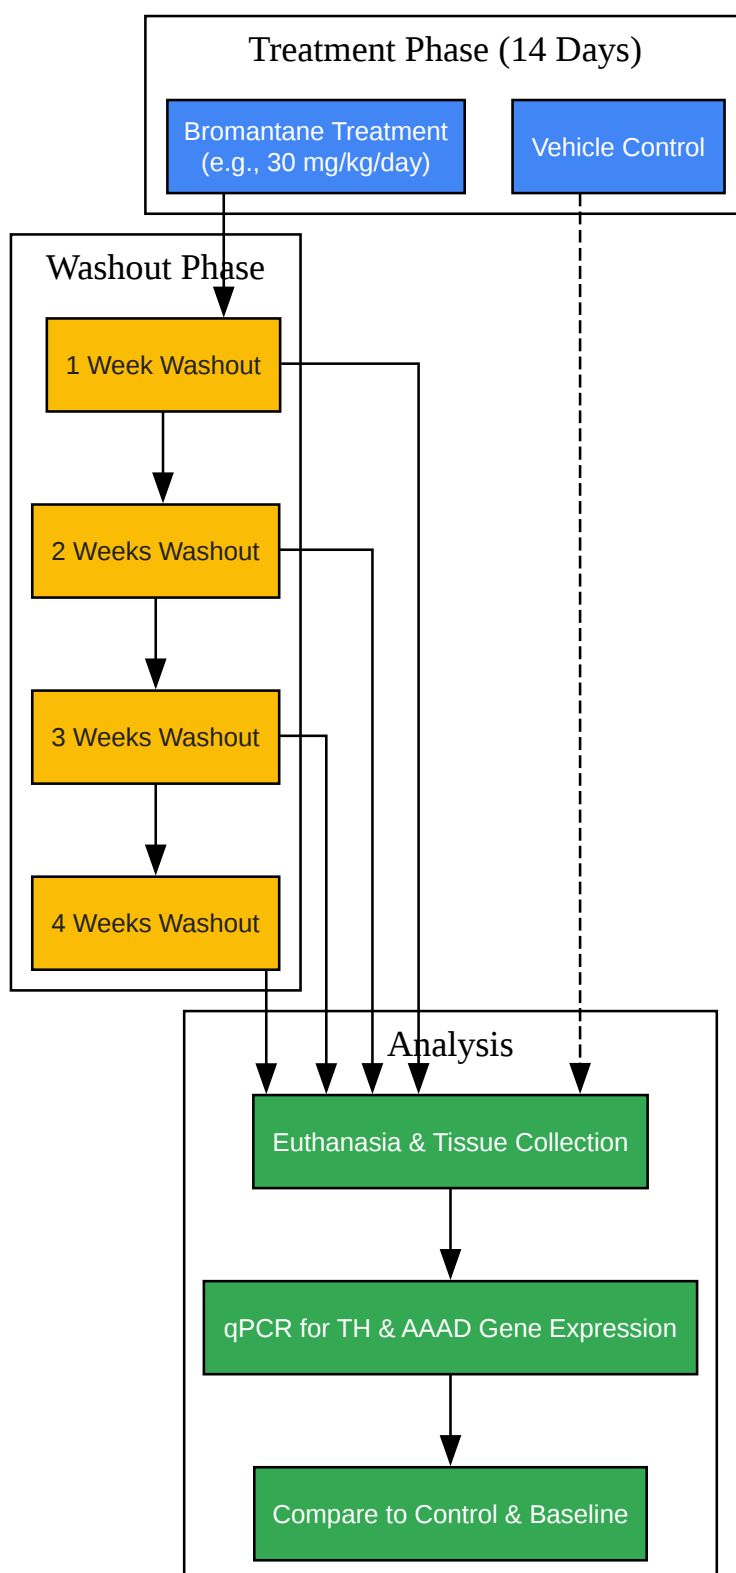 Treatment Phase (14 Days)
Bromantane Treatment
(e.g., 30 mg/kg/day)
Vehicle Control
Washout Phase
1 Week Washout
2 Weeks Washout
3 Weeks Washout
4 Weeks Washout
Analysis
Euthanasia & Tissue Collection
qPCR for TH & AAAD Gene Expression
Compare to Control & Baseline